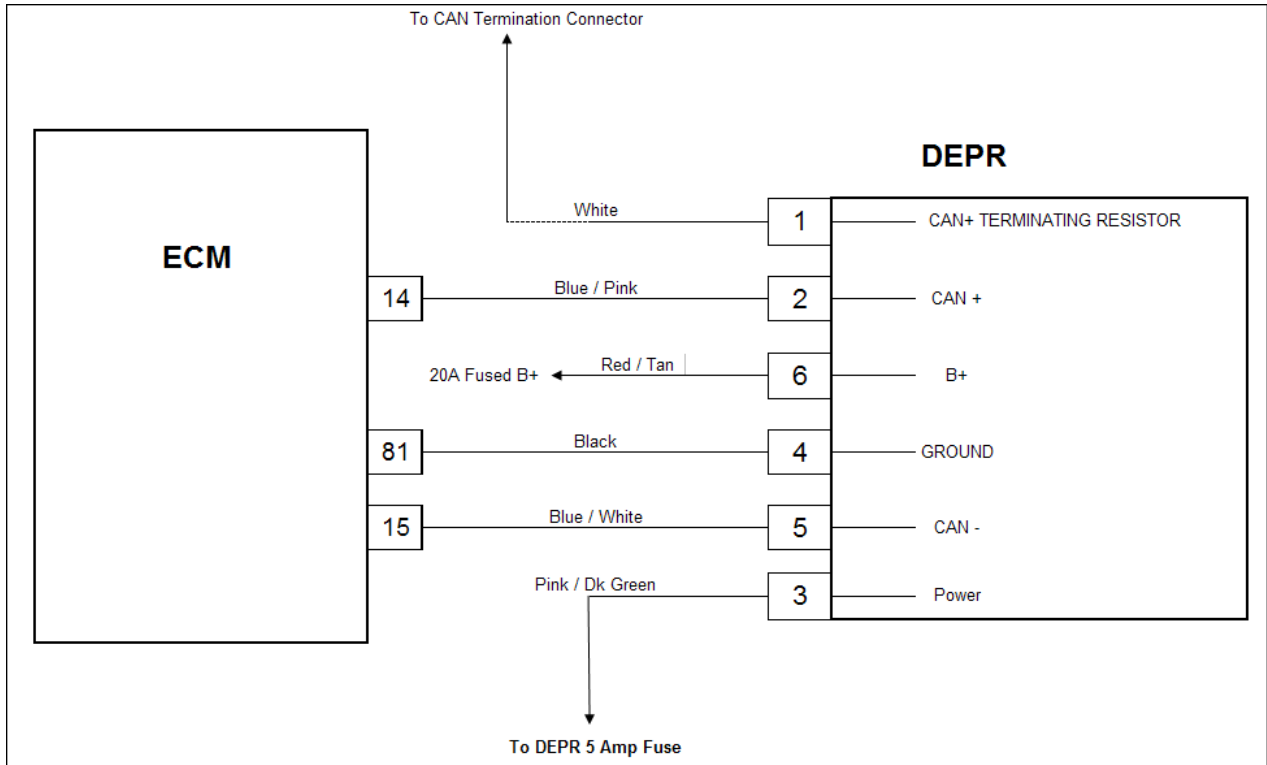 To CAN Termination Connector
DEPR
White
1
CAN+ TERMINATING RESISTOR
ECM
14
Blue / Pink
2
CAN +
20A Fused B+
Red / Tan
6
B+
81
Black
4
GROUND
15
Blue / White
5
CAN -
Pink / Dk Green
3
Power
To DEPR 5 Amp Fuse